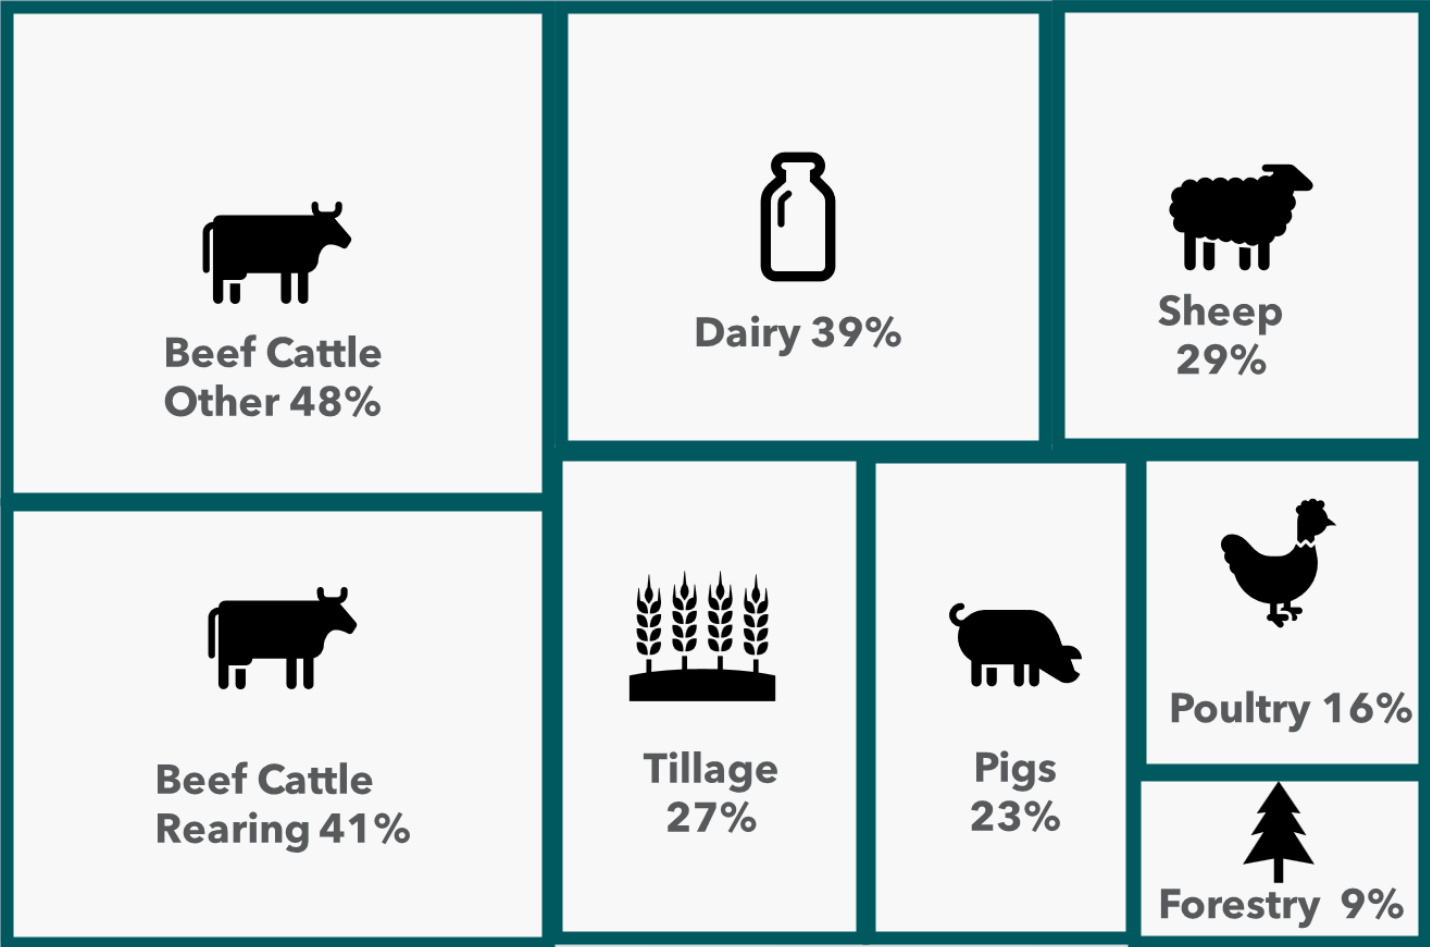 Beef Cattle
Other 48%
Dairy 39%
Sheep
29%
Beef Cattle
Rearing 41%
Tillage
27%
Pigs
23%
Poultry 16%
Forestry 9%